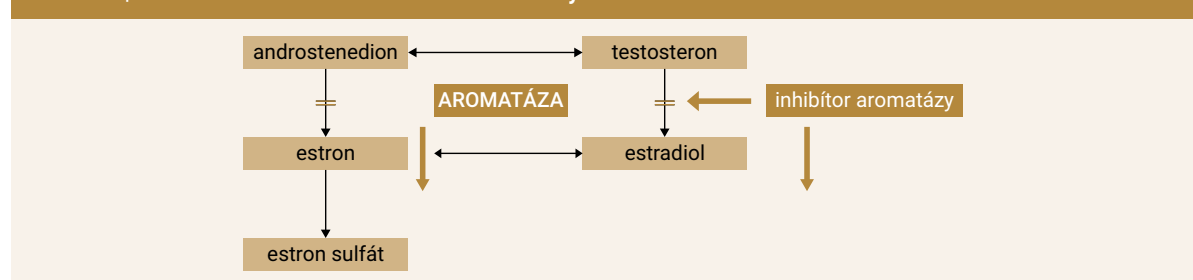 androstenedion
testosteron
AROMATÁZA
inhibítor aromatázy
estron
estradiol
estron sulfát